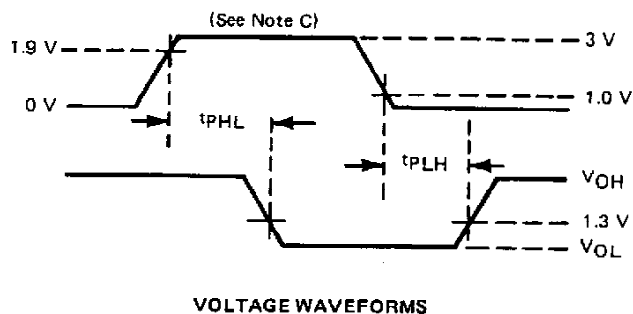 (See Note C)
1.9 V
3 V
0 V
1.0 V
tPHL
tPLH
VOH
1.3 V
VOL
VOLTAGE WAVEFORMS